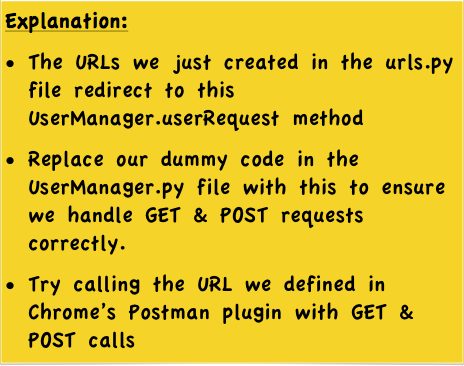 Explanation:
• The URLs we just created in the urls.py
file redirect to this
UserManager.userRequest method
• Replace our dummy code in the
UserManager.py file with this to ensure
we handle GET & POST requests
correctly.
• Try calling the URL we defined in
Chrome's Postman plugin with GET &
POST calls